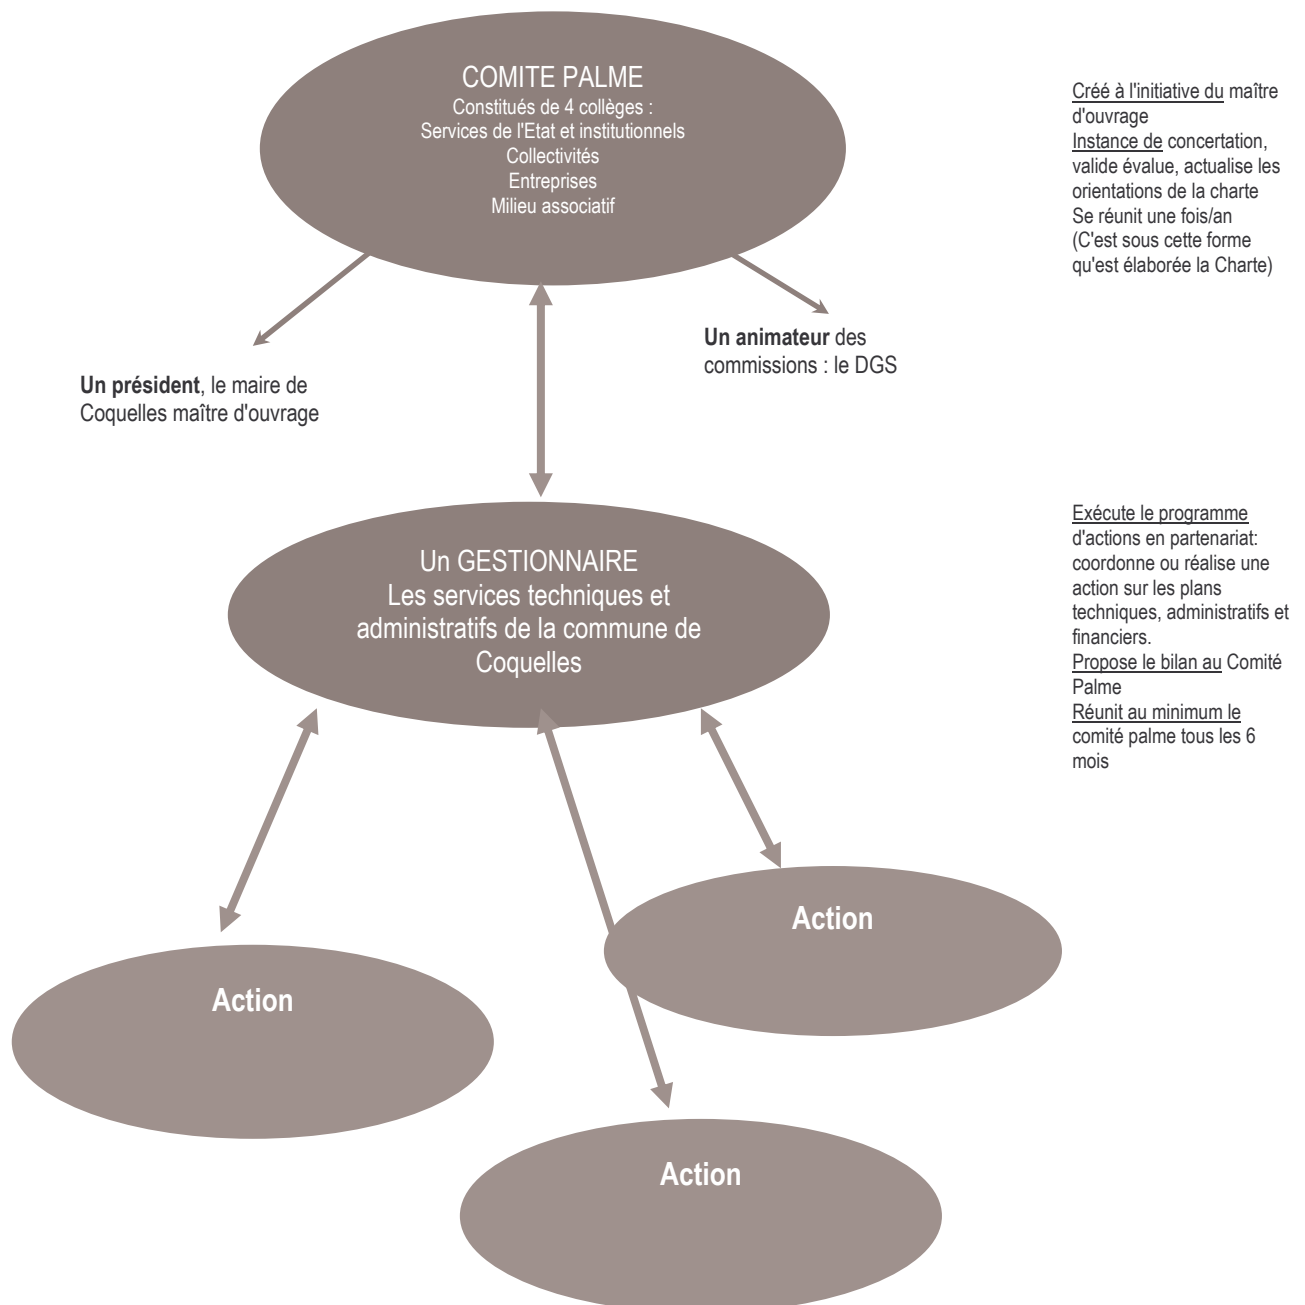 COMITE PALME
Constitués de 4 collèges :
Services de l'Etat et institutionnels
Collectivités
Entreprises
Milieu associatif
Créé à l'initiative du maître
d'ouvrage
Instance de concertation,
valide évalue, actualise les
orientations de la charte
Se réunit une fois/an
(C'est sous cette forme
qu'est élaborée la Charte)
Un président, le maire de
Coquelles maître d'ouvrage
Un animateur des
commissions : le DGS
Un GESTIONNAIRE
Les services techniques et
administratifs de la commune de
Coquelles
Exécute le programme
d'actions en partenariat:
coordonne ou réalise une
action sur les plans
techniques, administratifs et
financiers.
Propose le bilan au Comité
Palme
Réunit au minimum le
comité palme tous les 6
mois
Action
Action
Action